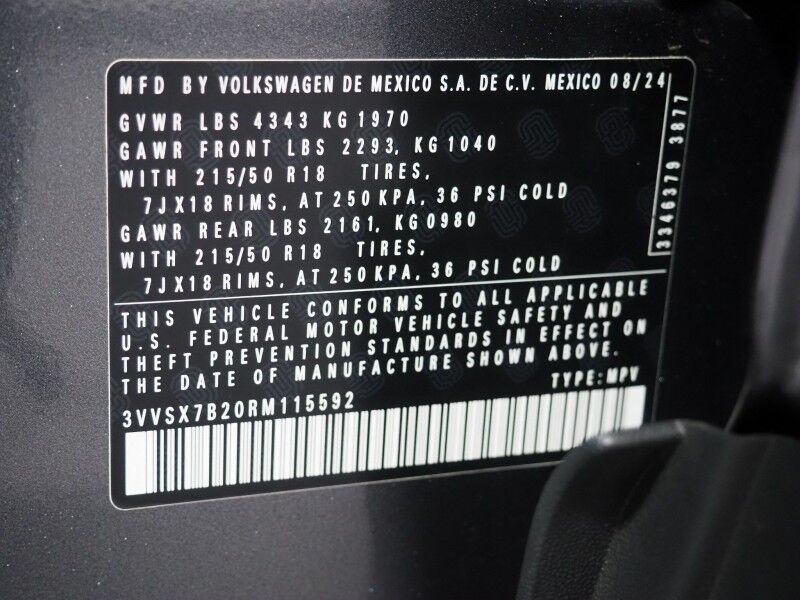 MFD BY VOLKSWAGEN DE MEXICO S.A. DE C.V. MEXICO 08/24
GVWR LBS 4343 KG 1970
GAWR FRONT LBS 2293, KG 1040
WITH 215/50 R18 TIRES,
7JX18 RIMS, AT 250 KPA, 36 PSI COLD
GAWR REAR LBS 2161, KG0980
WITH 215/50 R18 TIRES,
7JX18 RIMS, AT 250 KPA, 36 PSI COLD
3346379 3877
THIS VEHICLE CONFORMS TO ALL APPLICABLE
U.S. FEDERAL MOTOR VEHICLE SAFETY AND
THEFT PREVENTION STANDARDS IN EFFECT ON
THE DATE OF MANUFACTURE SHOWN ABOVE.
TYPE: MPV
3VVSX7B20RM115592